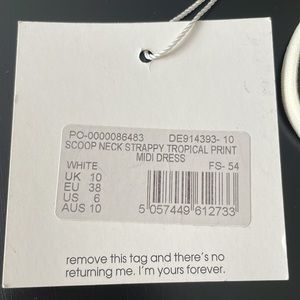 PO-0000086483 DE914393- 10
SCOOP NECK STRAPPY TROPICAL PRINT
MIDI DRESS
WHITE FS- 54
UK 10
EU 38
US 6
AUS 10
5 057449 612733
remove this tag and there's no
returning me. I'm yours forever.